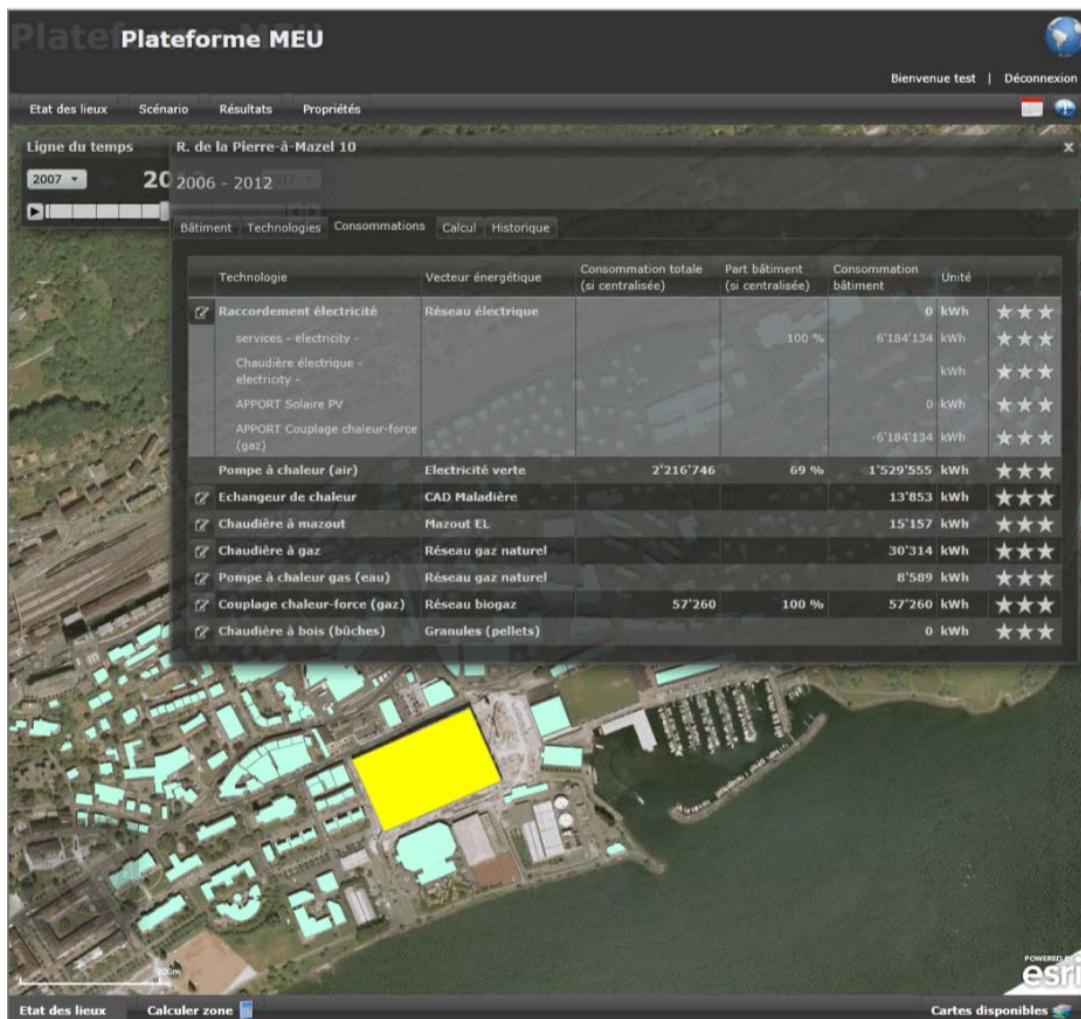 Plateforme MEU
Bienvenue test | Déconnexion
Etat des lieux Scénario Résultats Propriétés
Ligne du temps
R. de la Pierre-à-Mazel 10
x
2007
20
2006 - 2012
Bâtiment Technologies Consommations Calcul Historique
Technologie Vecteur énergétique Consommation totale (si centralisée) Part bâtiment (si centralisée) Consommation bâtiment Unité
Raccordement électricité Réseau électrique 0 kWh ★★★
services - electricity - 100 % 6'184'134 kWh ★★★
Chaudière électrique - electricity - kWh ★★★
APPORT Solaire PV 0 kWh ★★★
APPORT Couplage chaleur-force (gaz) -6'184'134 kWh ★★★
Pompe à chaleur (air) Electricité verte 2'216'746 69 % 1'529'555 kWh ★★★
Echangeur de chaleur CAD Maladière 13'853 kWh ★★★
Chaudière à mazout Mazout EL 15'157 kWh ★★★
Chaudière à gaz Réseau gaz naturel 30'314 kWh ★★★
Pompe à chaleur gas (eau) Réseau gaz naturel 8'589 kWh ★★★
Couplage chaleur-force (gaz) Réseau biogaz 57'260 100 % 57'260 kWh ★★★
Chaudière à bois (bûches) Granules (pellets) 0 kWh ★★★
200m
POWERED BY
esri
Etat des lieux Calculer zone Cartes disponibles